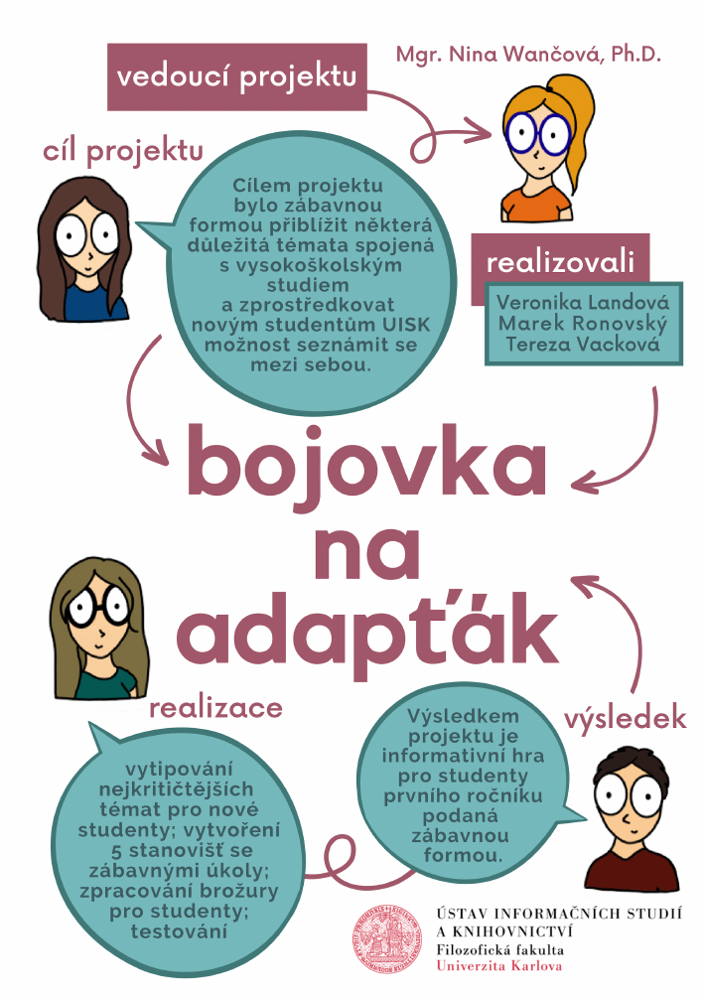 vedoucí projektu
Mgr. Nina Wančová, Ph.D.
cíl projektu
Cílem projektu
bylo zábavnou
formou přiblížit některá
důležitá témata spojená
s vysokoškolským
studiem
a zprostředkovat
novým studentům UISK
možnost seznámit se
mezi sebou.
realizovali
Veronika Landová
Marek Ronovský
Tereza Vacková
bojovka
na
adapťák
realizace
vytipování
nejkritičtějších
témat pro nové
studenty; vytvoření
5 stanovišť se
zábavnými úkoly;
zpracování brožury
pro studenty;
testování
výsledek
Výsledkem
projektu je
informativní hra
pro studenty
prvního ročníku
podaná
zábavnou
formou.
ÚSTAV INFORMAČNÍCH STUDIÍ
A KNIHOVNICTVÍ
Filozofická fakulta
Univerzita Karlova